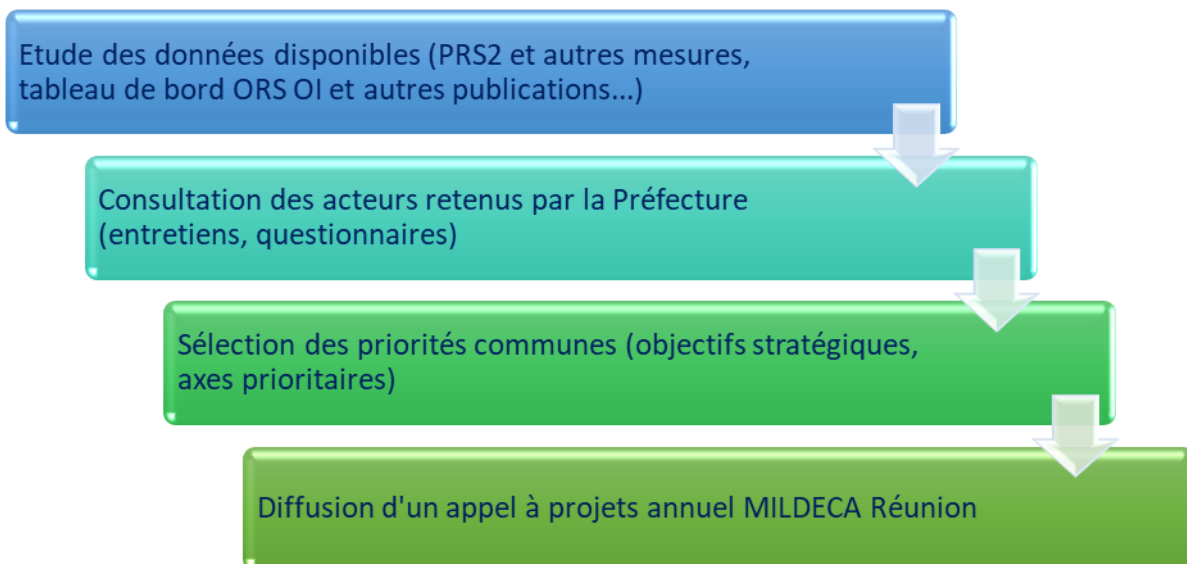 Etude des données disponibles (PRS2 et autres mesures,
tableau de bord ORS OI et autres publications...)
Consultation des acteurs retenus par la Préfecture
(entretiens, questionnaires)
Sélection des priorités communes (objectifs stratégiques,
axes prioritaires)
Diffusion d'un appel à projets annuel MILDECA Réunion